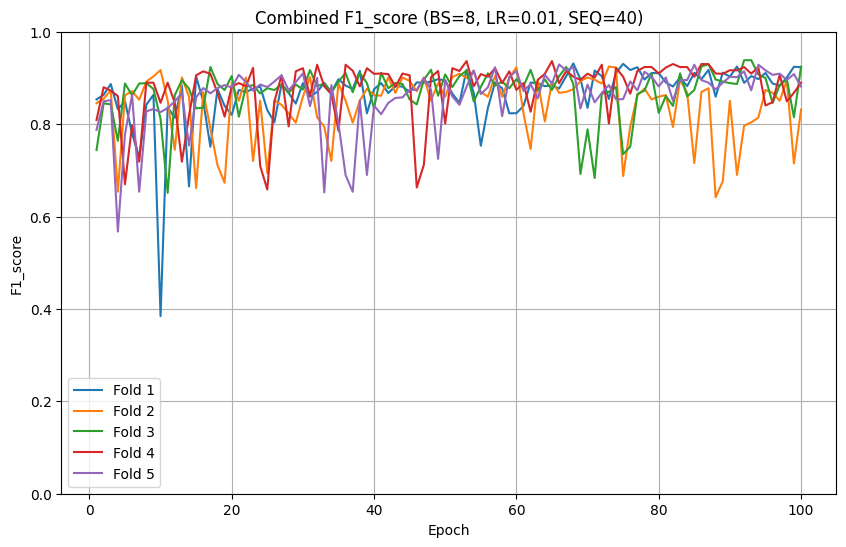 Combined F1_score (BS=8, LR=0.01, SEQ=40)
1.0
0.8
0.6
0.4
0.2
0.0
F1_score
Fold 1
Fold 2
Fold 3
Fold 4
Fold 5
0 20 40 60 80 100
Epoch